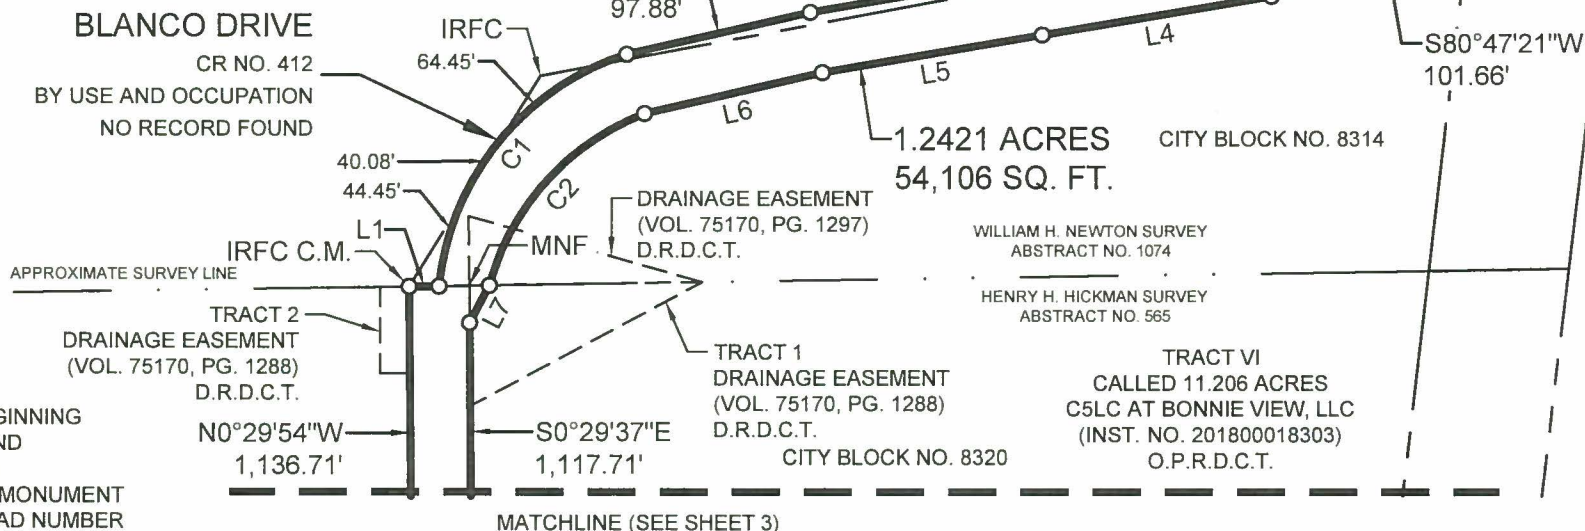 BLANCO DRIVE
CR NO. 412
BY USE AND OCCUPATION
NO RECORD FOUND
97.88'
IRFC
64.45'
40.08'
44.45'
C1
C2
L1
L4
L5
L6
L7
S80°47'21"W
101.66'
1.2421 ACRES
54,106 SQ. FT.
CITY BLOCK NO. 8314
DRAINAGE EASEMENT
(VOL. 75170, PG. 1297)
D.R.D.C.T.
MNF
IRFC C.M.
APPROXIMATE SURVEY LINE
WILLIAM H. NEWTON SURVEY
ABSTRACT NO. 1074
HENRY H. HICKMAN SURVEY
ABSTRACT NO. 565
TRACT 2
DRAINAGE EASEMENT
(VOL. 75170, PG. 1288)
D.R.D.C.T.
TRACT 1
DRAINAGE EASEMENT
(VOL. 75170, PG. 1288)
D.R.D.C.T.
TRACT VI
CALLED 11.206 ACRES
C5LC AT BONNIE VIEW, LLC
(INST. NO. 201800018303)
O.P.R.D.C.T.
GINNING
ND
N0°29'54"W
1,136.71'
S0°29'37"E
1,117.71'
CITY BLOCK NO. 8320
MONUMENT
AD NUMBER
MATCHLINE (SEE SHEET 3)